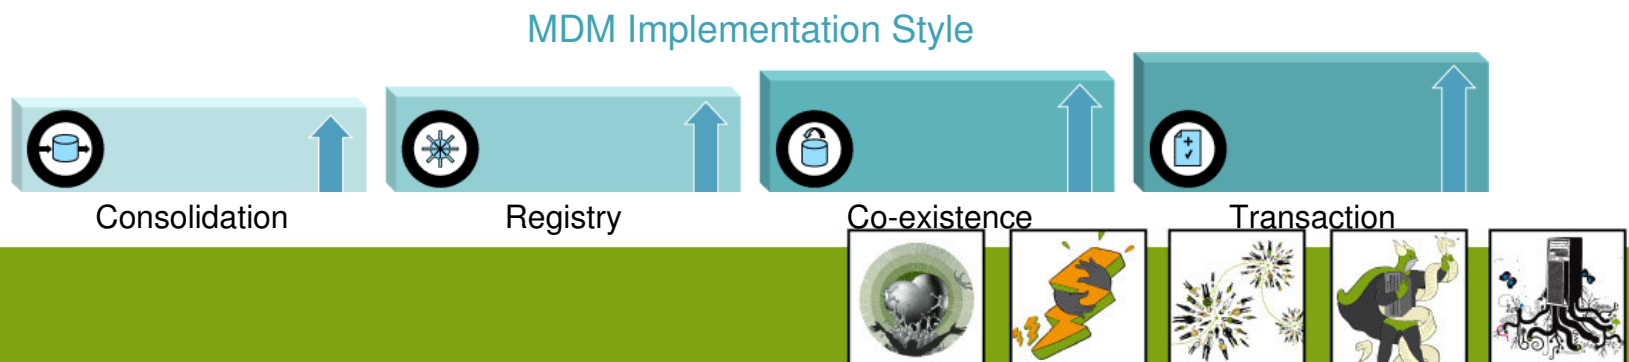 MDM Implementation Style
Consolidation
Registry
Co-existence
Transaction